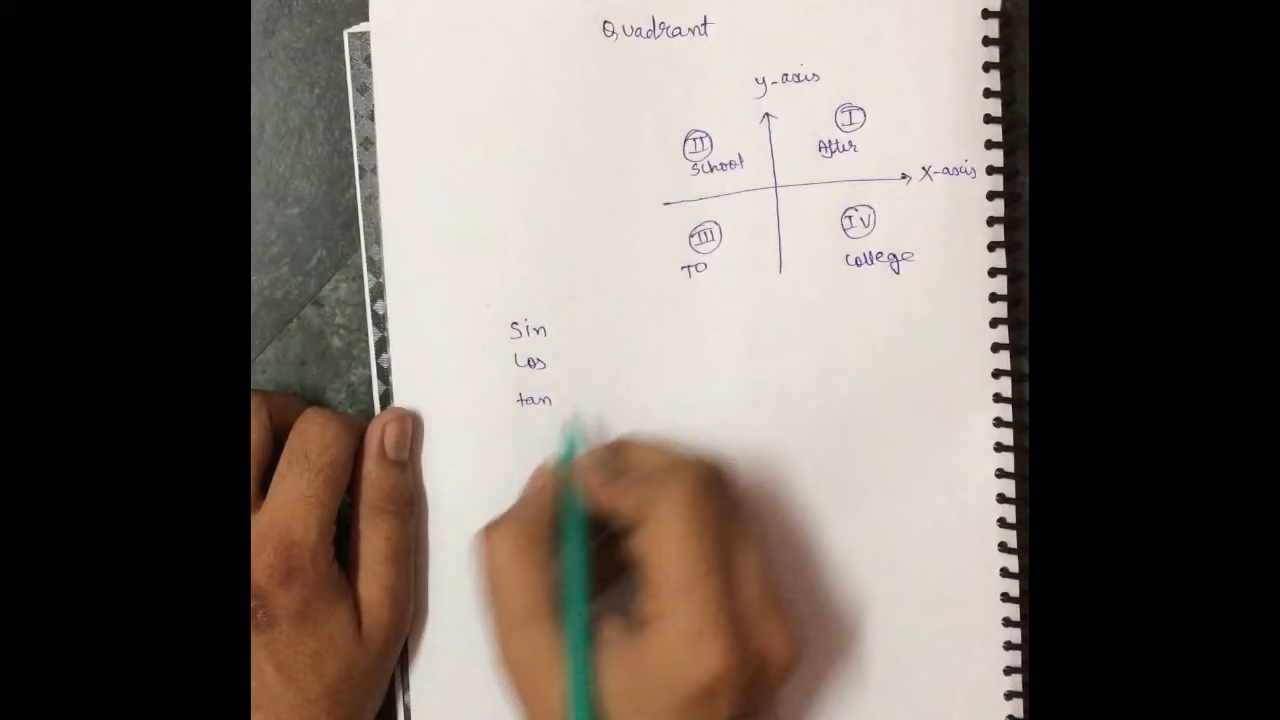 Quadrant
y-axis
II
School
I
After
X-axis
III
TO
IV
college
Sin
Cos
tan